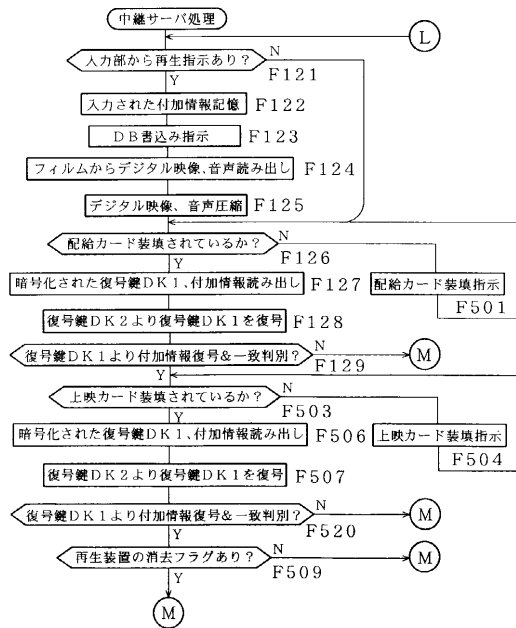 中継サーバ処理
L
入力部から再生指示あり？
N
F121
Y
入力された付加情報記憶
F122
DB書込み指示
F123
フィルムからデジタル映像、音声読み出し
F124
デジタル映像、音声圧縮
F125
配給カード装填されているか？
N
F126
Y
暗号化された復号鍵DK1、付加情報読み出し
F127
配給カード装填指示
F501
復号鍵DK2より復号鍵DK1を復号
F128
復号鍵DK1より付加情報復号&一致判別？
N
M
F129
Y
上映カード装填されているか？
N
F503
Y
暗号化された復号鍵DK1、付加情報読み出し
F506
上映カード装填指示
F504
復号鍵DK2より復号鍵DK1を復号
F507
復号鍵DK1より付加情報復号&一致判別？
N
M
F520
Y
再生装置の消去フラグあり？
N
M
F509
Y
M